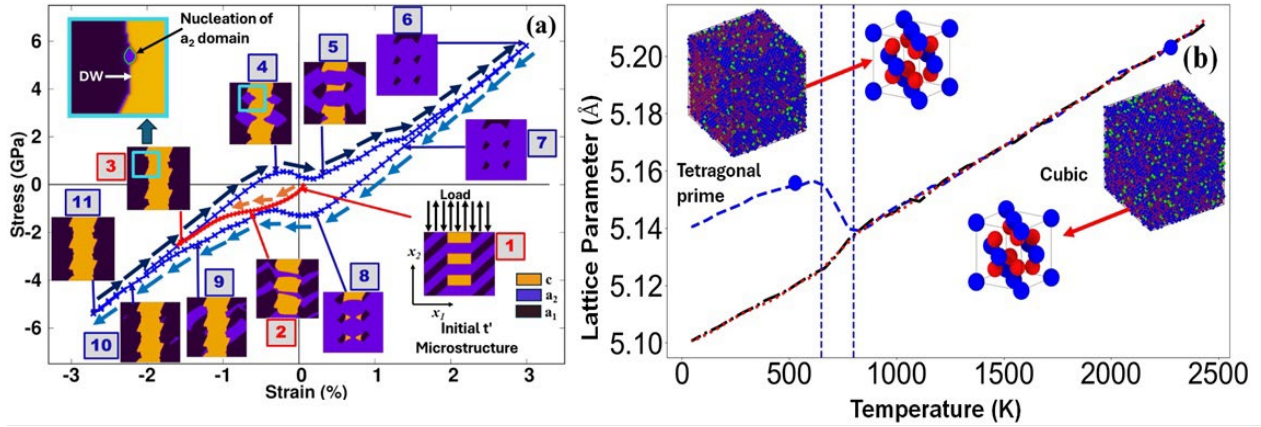 (a)
Nucleation of
a₂ domain
DW
6
4
2
0
-2
-4
-6
Stress (GPa)
-3
-2
-1
0
1
2
3
Strain (%)
1
2
3
4
5
6
7
8
9
10
11
Load
x₂
x₁
Initial t'
Microstructure
c
a₂
a₁
(b)
5.20
5.18
5.16
5.14
5.12
5.10
Lattice Parameter (Å)
Tetragonal
prime
Cubic
0
500
1000
1500
2000
2500
Temperature (K)